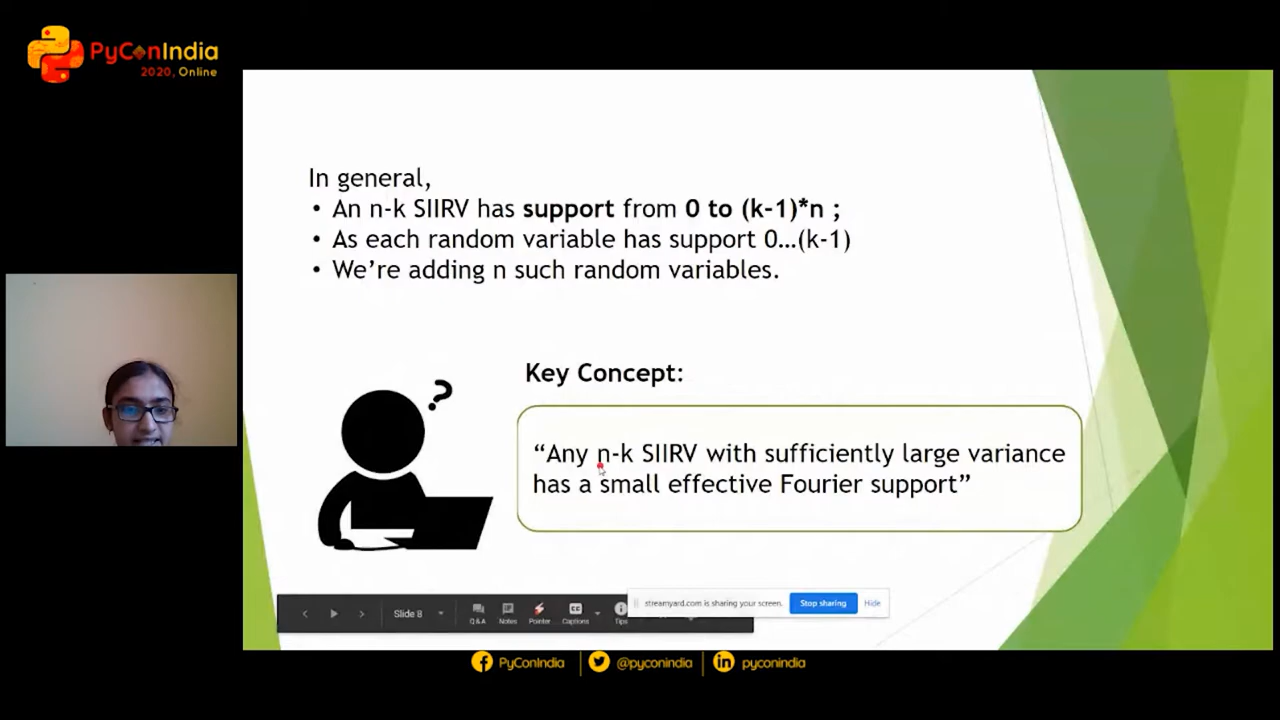 PyConIndia
2020, Online
In general,
• An n-k SIIRV has support from 0 to (k-1)*n ;
• As each random variable has support 0...(k-1)
• We're adding n such random variables.
?
Key Concept:
“Any n-k SIIRV with sufficiently large variance
has a small effective Fourier support”
Slide 8
Q&A
Notes
Pointer
CC
Captions
Tips
streamyard.com is sharing your screen.
Stop sharing
Hide
PyConIndia
@pyconindia
pyconindia